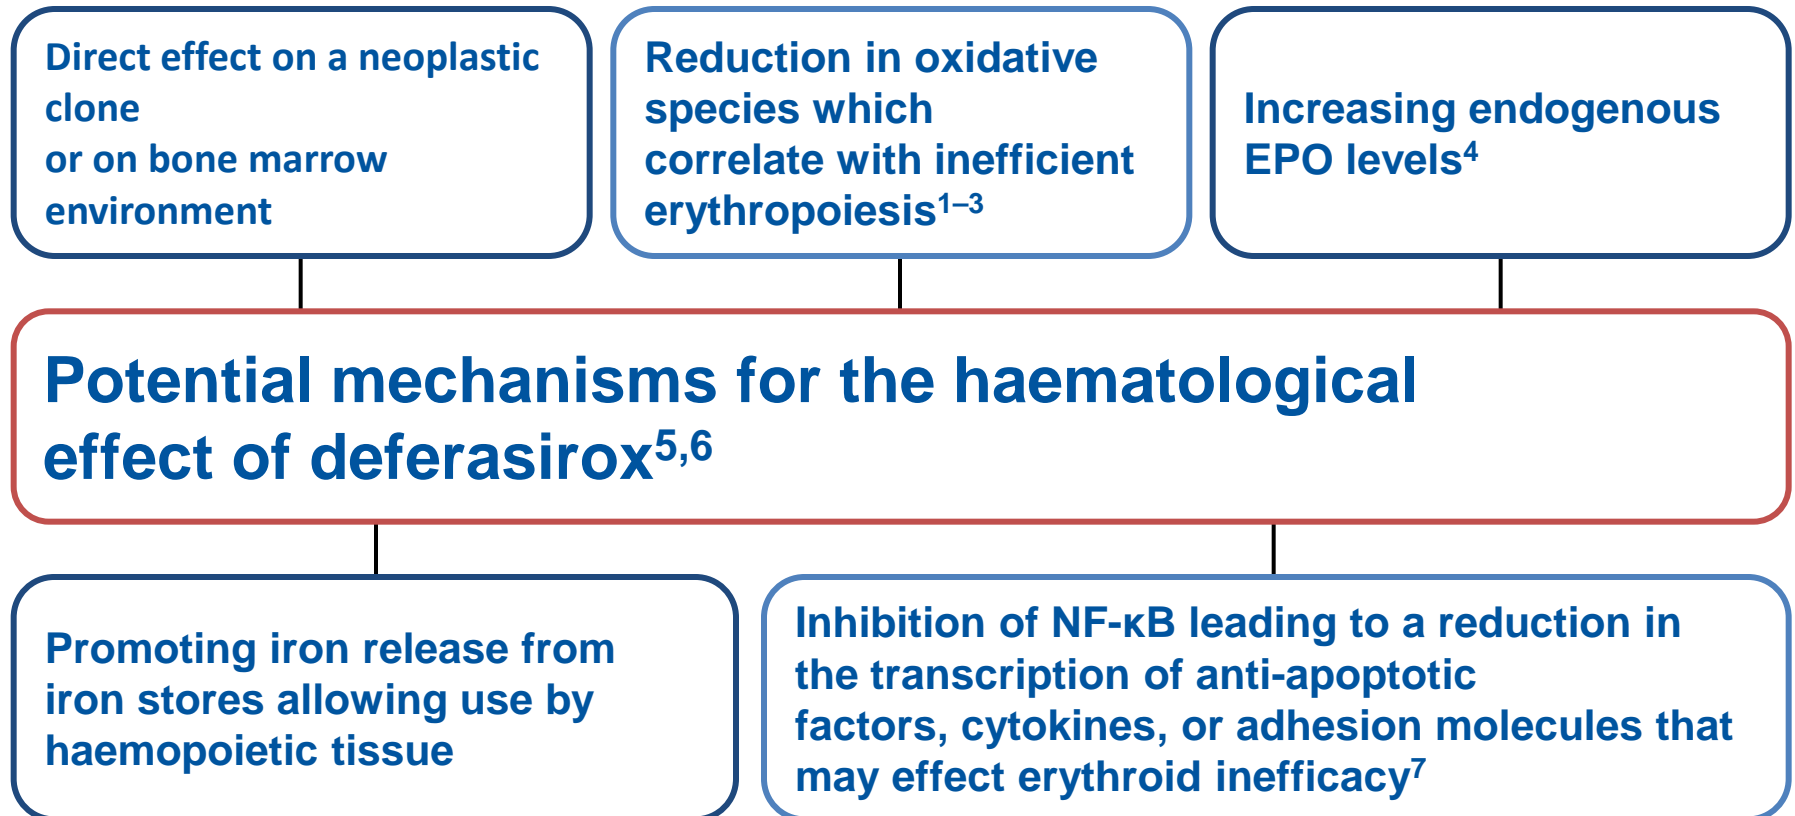 Direct effect on a neoplastic
clone
or on bone marrow
environment
Reduction in oxidative
species which
correlate with inefficient
erythropoiesis¹⁻³
Increasing endogenous
EPO levels⁴
Potential mechanisms for the haematological
effect of deferasirox⁵,⁶
Promoting iron release from
iron stores allowing use by
haemopoietic tissue
Inhibition of NF-κB leading to a reduction in
the transcription of anti-apoptotic
factors, cytokines, or adhesion molecules that
may effect erythroid inefficacy⁷